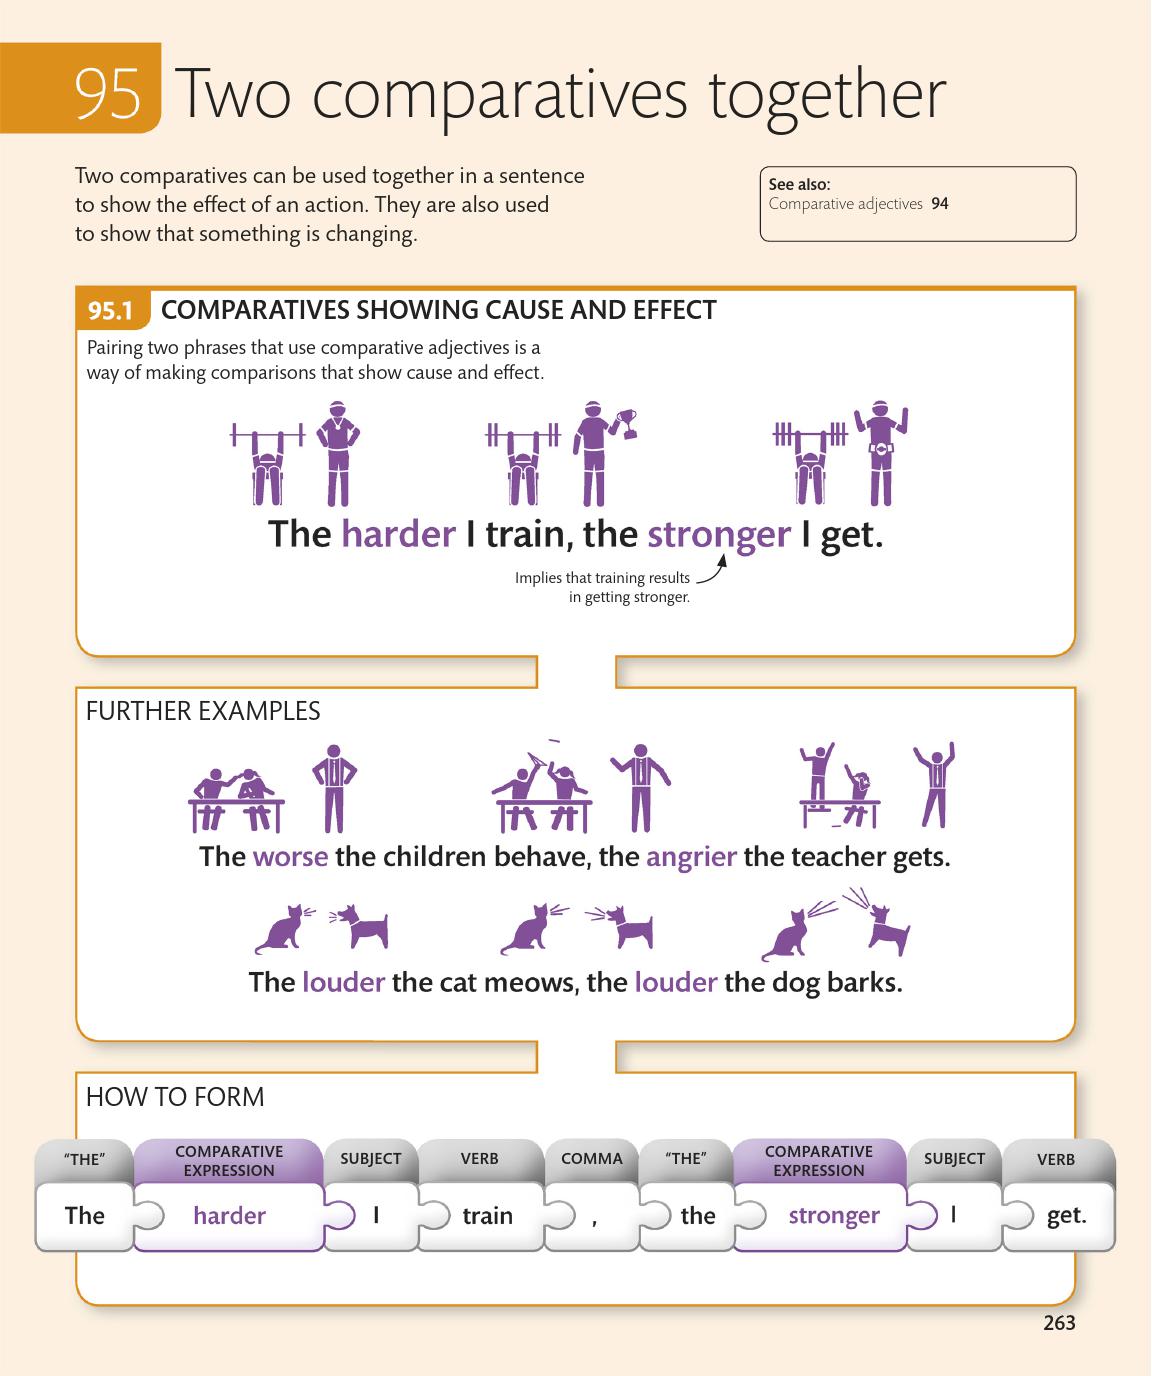 95 Two comparatives together
Two comparatives can be used together in a sentence
to show the effect of an action. They are also used
to show that something is changing.
See also:
Comparative adjectives 94
95.1 COMPARATIVES SHOWING CAUSE AND EFFECT
Pairing two phrases that use comparative adjectives is a
way of making comparisons that show cause and effect.
The harder I train, the stronger I get.
Implies that training results
in getting stronger.
FURTHER EXAMPLES
The worse the children behave, the angrier the teacher gets.
The louder the cat meows, the louder the dog barks.
HOW TO FORM
“THE” COMPARATIVE EXPRESSION SUBJECT VERB COMMA “THE” COMPARATIVE EXPRESSION SUBJECT VERB
The harder I train , the stronger I get.
263